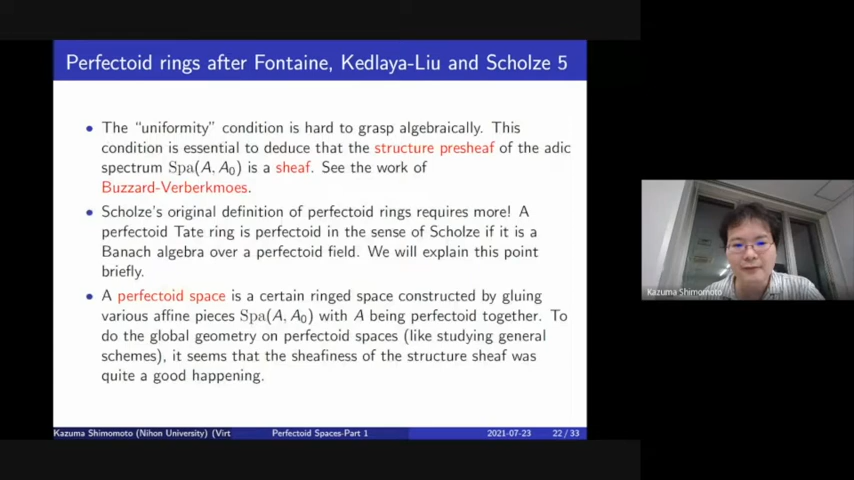 Perfectoid rings after Fontaine, Kedlaya-Liu and Scholze 5
• The “uniformity” condition is hard to grasp algebraically. This
condition is essential to deduce that the structure presheaf of the adic
spectrum Spa(A, A₀) is a sheaf. See the work of
Buzzard-Verberkmoes.
• Scholze's original definition of perfectoid rings requires more! A
perfectoid Tate ring is perfectoid in the sense of Scholze if it is a
Banach algebra over a perfectoid field. We will explain this point
briefly.
• A perfectoid space is a certain ringed space constructed by gluing
various affine pieces Spa(A, A₀) with A being perfectoid together. To
do the global geometry on perfectoid spaces (like studying general
schemes), it seems that the sheafiness of the structure sheaf was
quite a good happening.
Kazuma Shimomoto (Nihon University) (Virt
Perfectoid Spaces-Part 1
2021-07-23
22 / 33
Kazuma Shimomoto